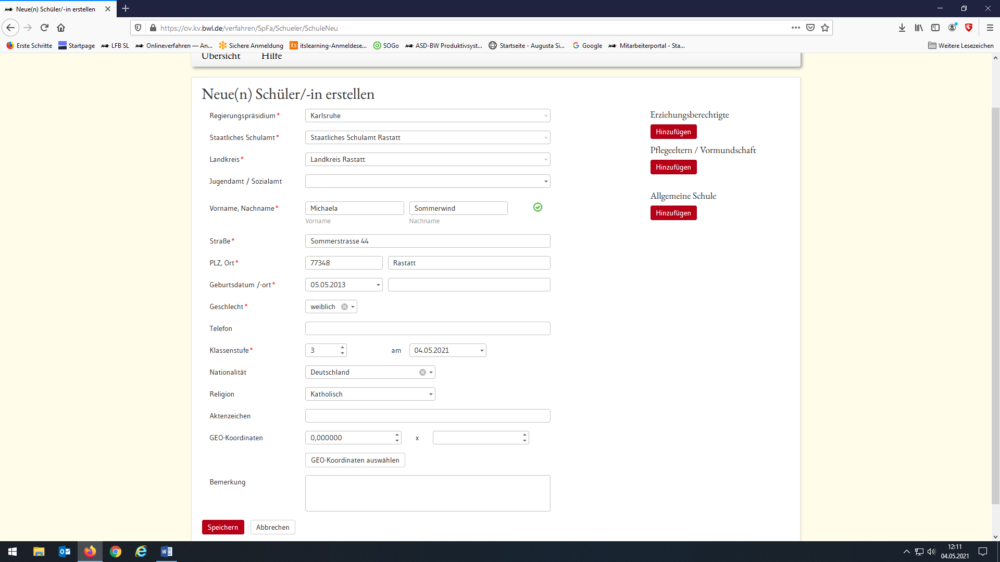 Neue(n) Schüler/-in erstellen
https://ov.kv.bwl.de/verfahren/SpFa/Schueler/SchuleNeu
Erste Schritte Startpage LFB SL Onlineverfahren — An... Sichere Anmeldung its itslearning-Anmeldese... SOGo ASD-BW Produktivsyst... Startseite - Augusta Si... Google Mitarbeiterportal - Sta... Weitere Lesezeichen
Übersicht Hilfe
Neue(n) Schüler/-in erstellen
Regierungspräsidium* Karlsruhe
Staatliches Schulamt* Staatliches Schulamt Rastatt
Landkreis* Landkreis Rastatt
Jugendamt / Sozialamt
Vorname, Nachname* Michaela Sommerwind
Vorname Nachname
Straße* Sommerstrasse 44
PLZ, Ort* 77348 Rastatt
Geburtsdatum /-ort* 05.05.2013
Geschlecht* weiblich
Telefon
Klassenstufe* 3 am 04.05.2021
Nationalität Deutschland
Religion Katholisch
Aktenzeichen
GEO-Koordinaten 0,000000 x
GEO-Koordinaten auswählen
Bemerkung
Speichern Abbrechen
Erziehungsberechtigte
Hinzufügen
Pflegeeltern / Vormundschaft
Hinzufügen
Allgemeine Schule
Hinzufügen
12:11
04.05.2021